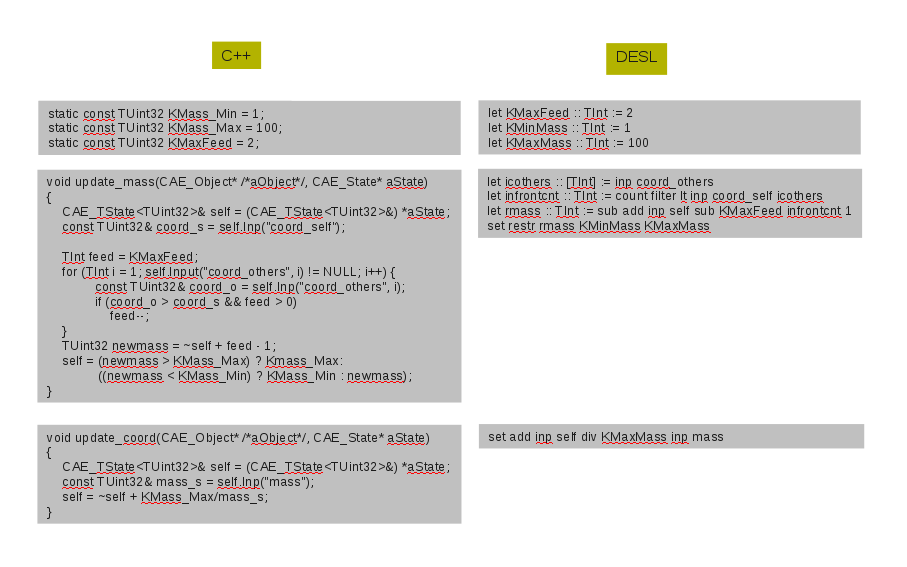 C++
static const TUint32 KMass_Min = 1;
static const TUint32 KMass_Max = 100;
static const TUint32 KMaxFeed = 2;
void update_mass(CAE_Object* /*aObject*/, CAE_State* aState)
{
CAE_TState<TUint32>& self = (CAE_TState<TUint32>&) *aState;
const TUint32& coord_s = self.Inp("coord_self");
TInt feed = KMaxFeed;
for (TInt i = 1; self.Input("coord_others", i) != NULL; i++) {
const TUint32& coord_o = self.Inp("coord_others", i);
if (coord_o > coord_s && feed > 0)
feed--;
}
TUint32 newmass = ~self + feed - 1;
self = (newmass > KMass_Max) ? Kmass_Max:
((newmass < KMass_Min) ? KMass_Min : newmass);
}
void update_coord(CAE_Object* /*aObject*/, CAE_State* aState)
{
CAE_TState<TUint32>& self = (CAE_TState<TUint32>&) *aState;
const TUint32& mass_s = self.Inp("mass");
self = ~self + KMass_Max/mass_s;
}
DESL
let KMaxFeed :: TInt := 2
let KMinMass :: TInt := 1
let KMaxMass :: TInt := 100
let icothers :: [TInt] := inp coord_others
let infrontcnt :: TInt := count filter lt inp coord_self icothers
let rmass :: TInt := sub add inp self sub KMaxFeed infrontcnt 1
set restr rmass KMinMass KMaxMass
set add inp self div KMaxMass inp mass